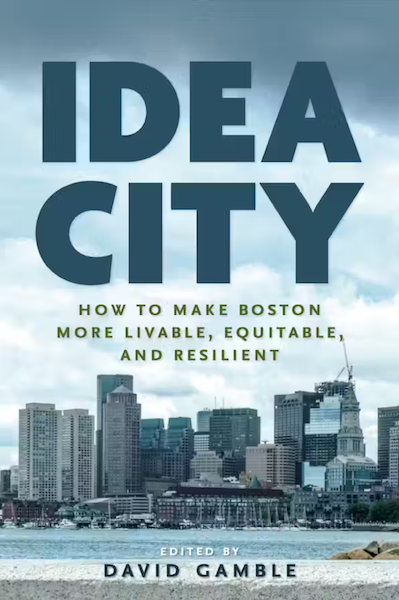 IDEA
CITY
HOW TO MAKE BOSTON
MORE LIVABLE, EQUITABLE,
AND RESILIENT
EDITED BY
DAVID GAMBLE